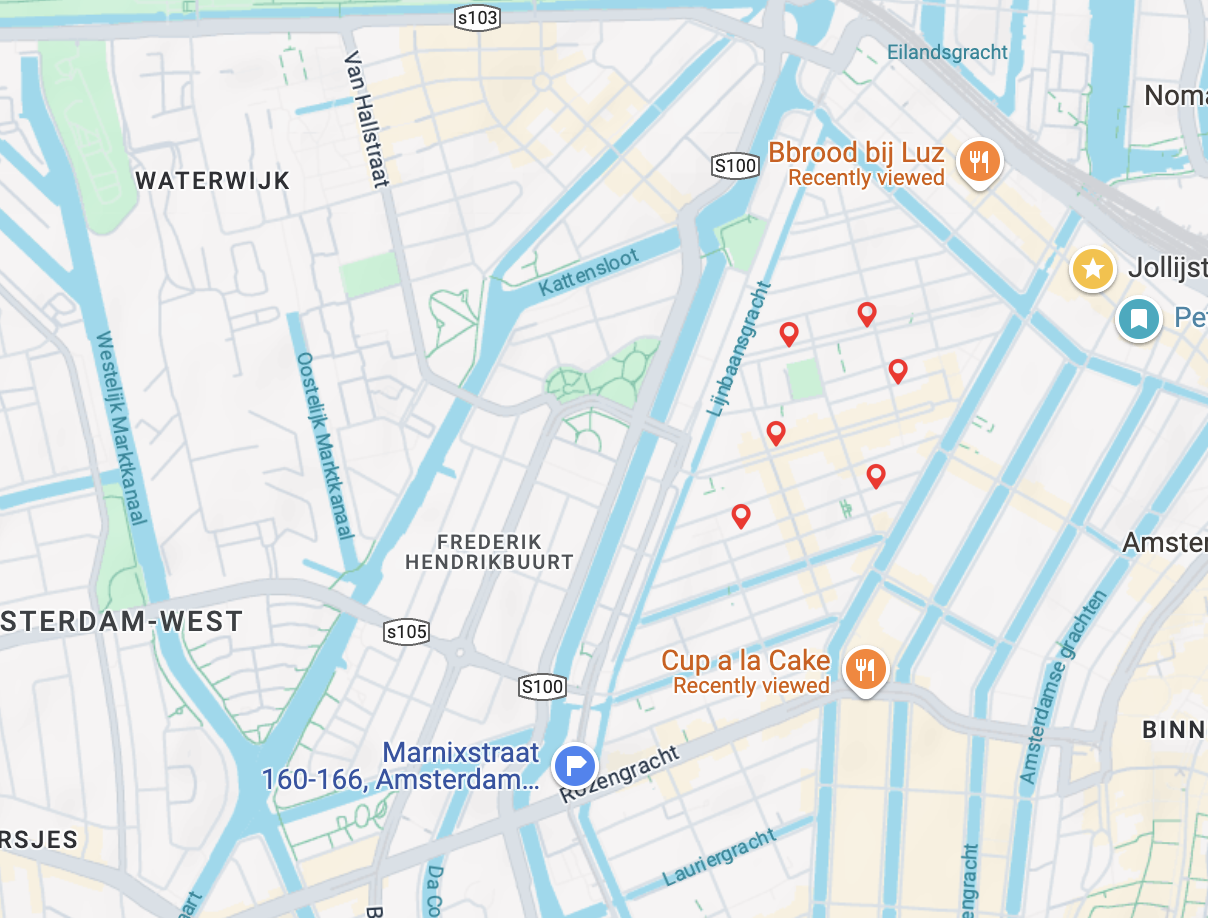 s103
Eilandsgracht
Van Hallstraat
Noma
Bbrood bij Luz
Recently viewed
S100
WATERWIJK
Kattensloot
Jollijst
Pe
Lijnbaansgracht
Westelijk Marktkanaal
Oostelijk Marktkanaal
FREDERIK
HENDRIKBUURT
Amster
STERDAM-WEST
s105
Cup a la Cake
Recently viewed
S100
Amsterdamse grachten
BINN
Marnixstraat
160-166, Amsterdam...
Rozengracht
RSJES
Lauriergracht
Da Co
B
engracht
aart